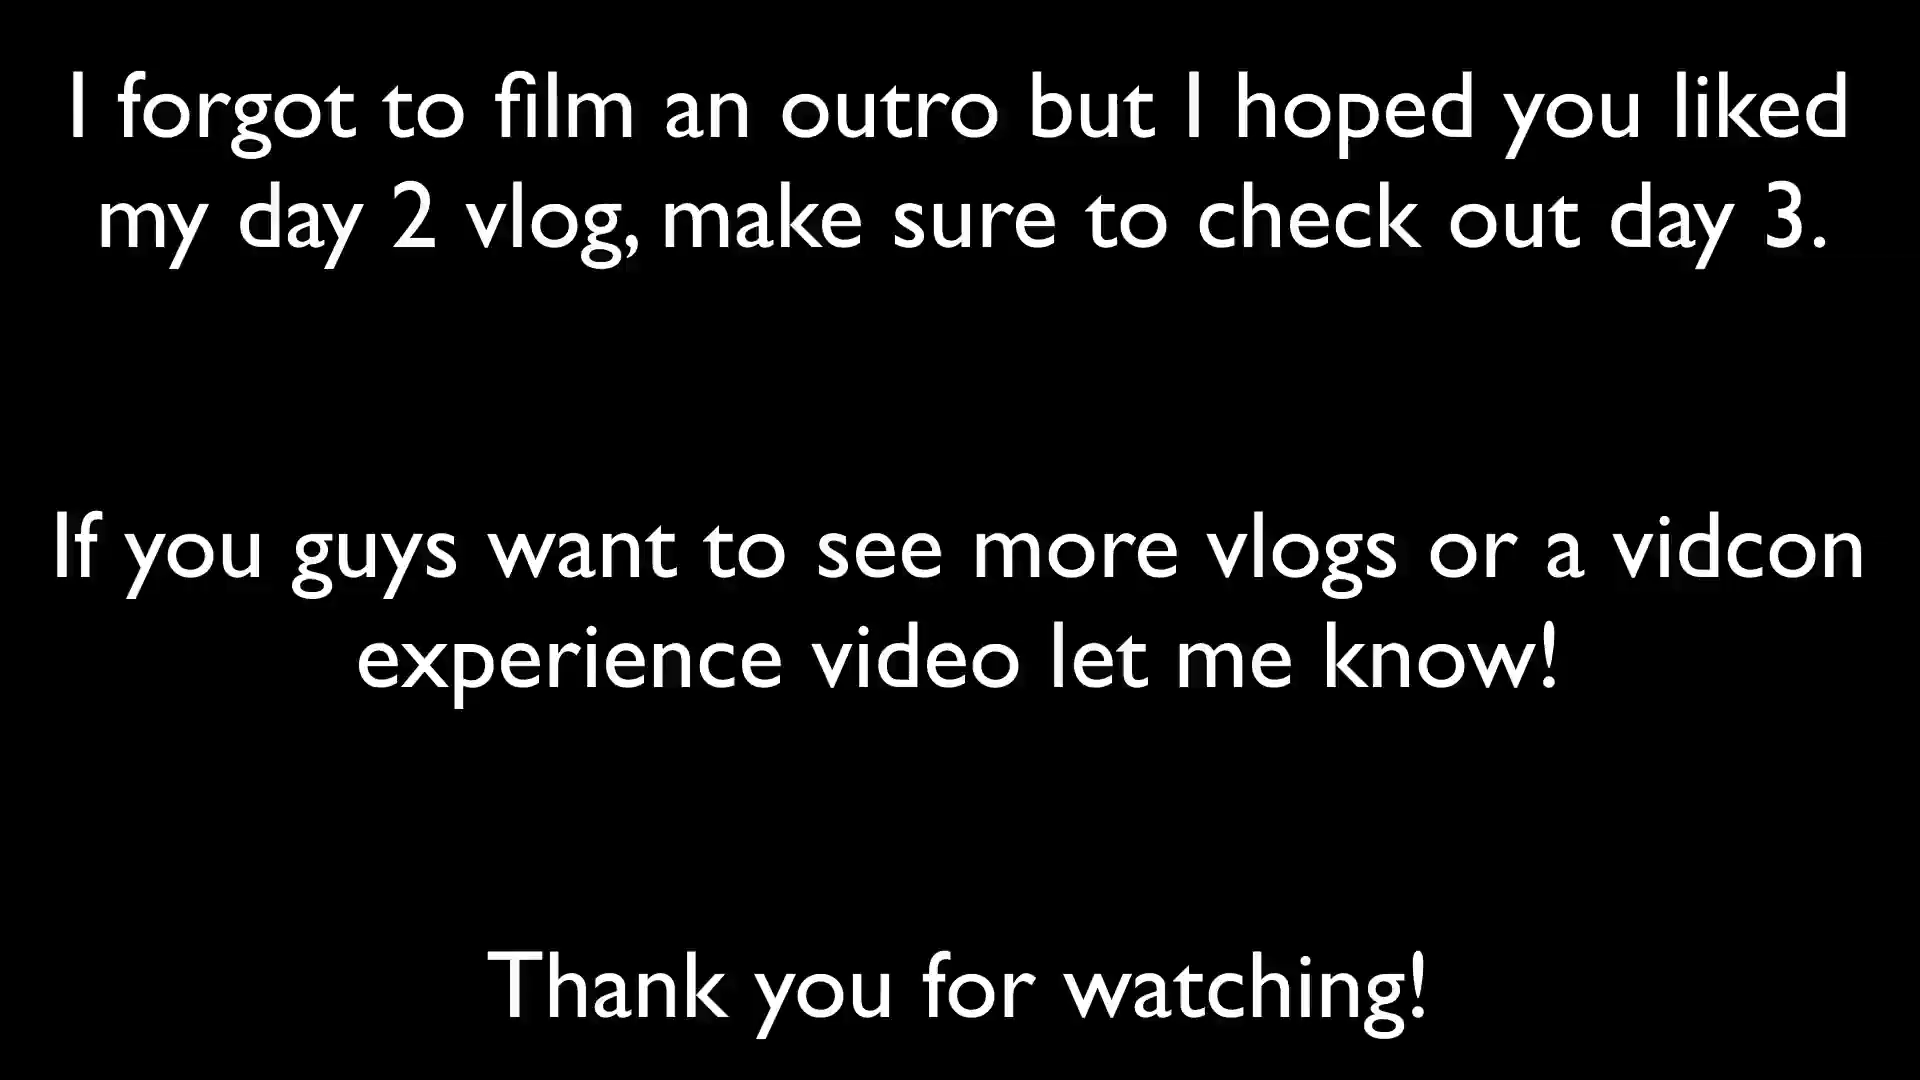 I forgot to film an outro but I hoped you liked
my day 2 vlog, make sure to check out day 3.
If you guys want to see more vlogs or a vidcon
experience video let me know!
Thank you for watching!